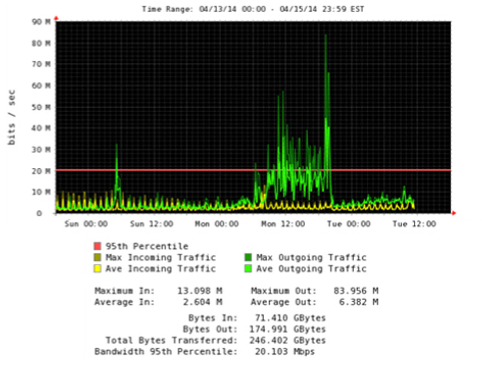 Time Range: 04/13/14 00:00 - 04/15/14 23:59 EST
90 M
80 M
70 M
60 M
50 M
40 M
30 M
20 M
10 M
0
bits / sec
Sun 00:00 Sun 12:00 Mon 00:00 Mon 12:00 Tue 00:00 Tue 12:00
95th Percentile
Max Incoming Traffic Max Outgoing Traffic
Ave Incoming Traffic Ave Outgoing Traffic
Maximum In: 13.098 M Maximum Out: 83.956 M
Average In: 2.604 M Average Out: 6.382 M
Bytes In: 71.410 GBytes
Bytes Out: 174.991 GBytes
Total Bytes Transferred: 246.402 GBytes
Bandwidth 95th Percentile: 20.103 Mbps